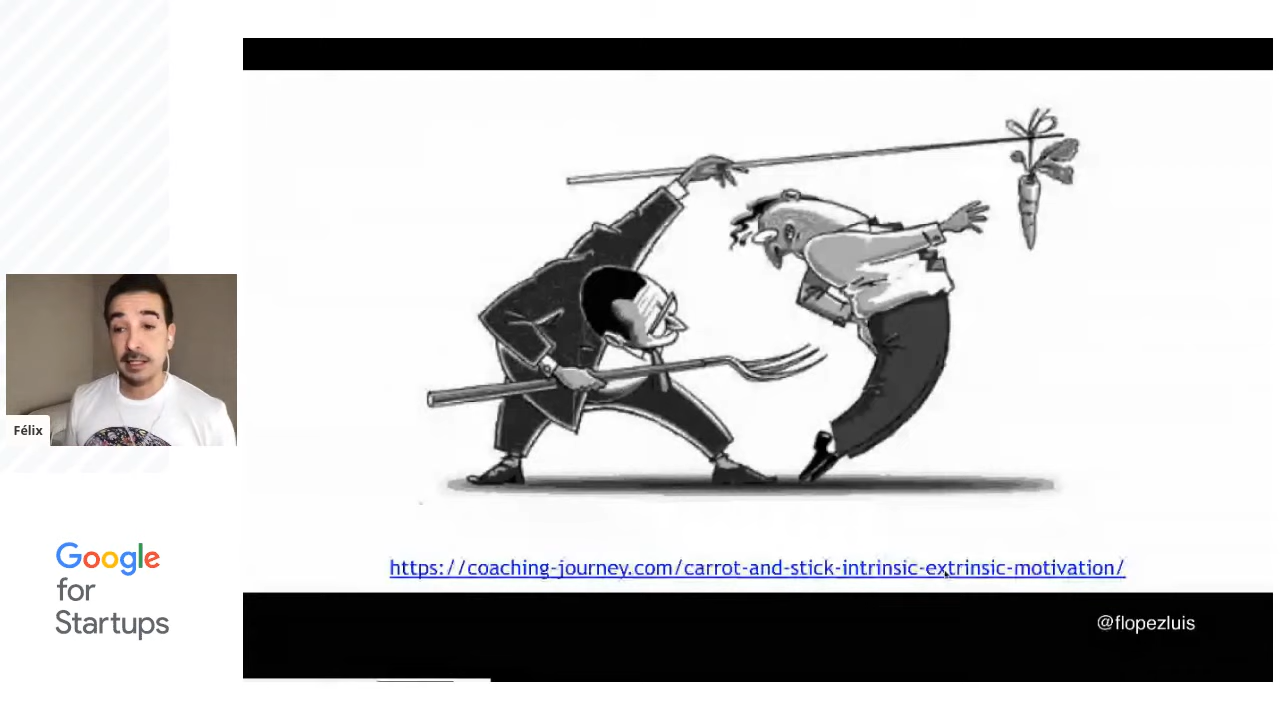 https://coaching-journey.com/carrot-and-stick-intrinsic-extrinsic-motivation/
Félix
Google
for
Startups
@flopezluis